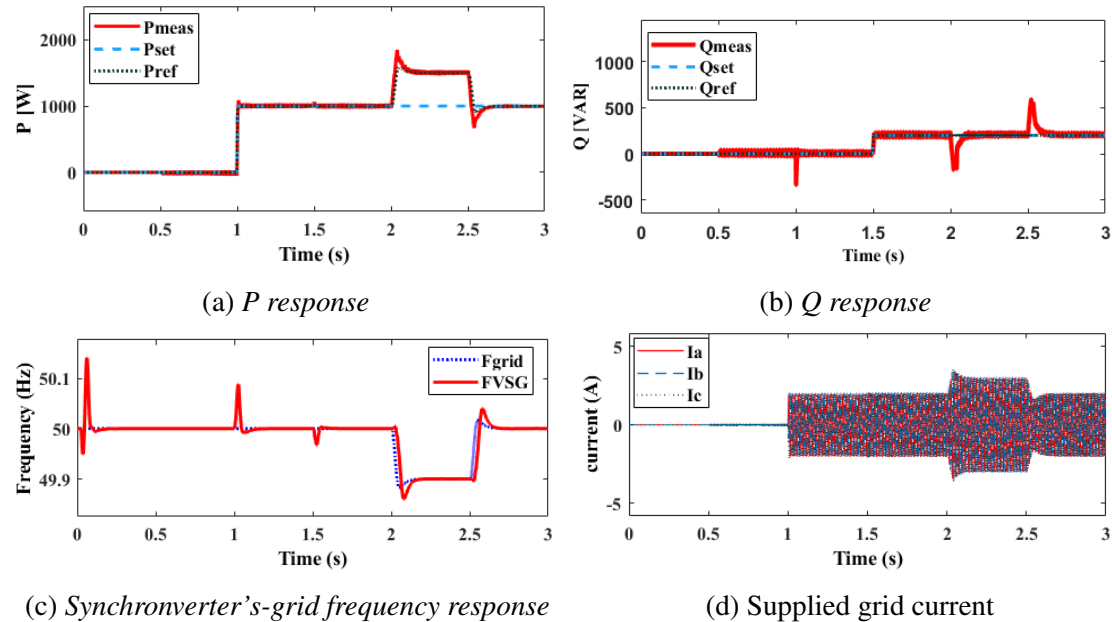 Pmeas
Pset
Pref
2000
1000
0
P [W]
0 0.5 1 1.5 2 2.5 3
Time (s)
(a) P response
Qmeas
Qset
Qref
1000
500
0
-500
Q [VAR]
0 0.5 1 1.5 2 2.5 3
Time (s)
(b) Q response
Fgrid
FVSG
50.1
50
49.9
Frequency (Hz)
0 0.5 1 1.5 2 2.5 3
Time (s)
(c) Synchronverter's-grid frequency response
Ia
Ib
Ic
5
0
-5
current (A)
0 0.5 1 1.5 2 2.5 3
Time (s)
(d) Supplied grid current